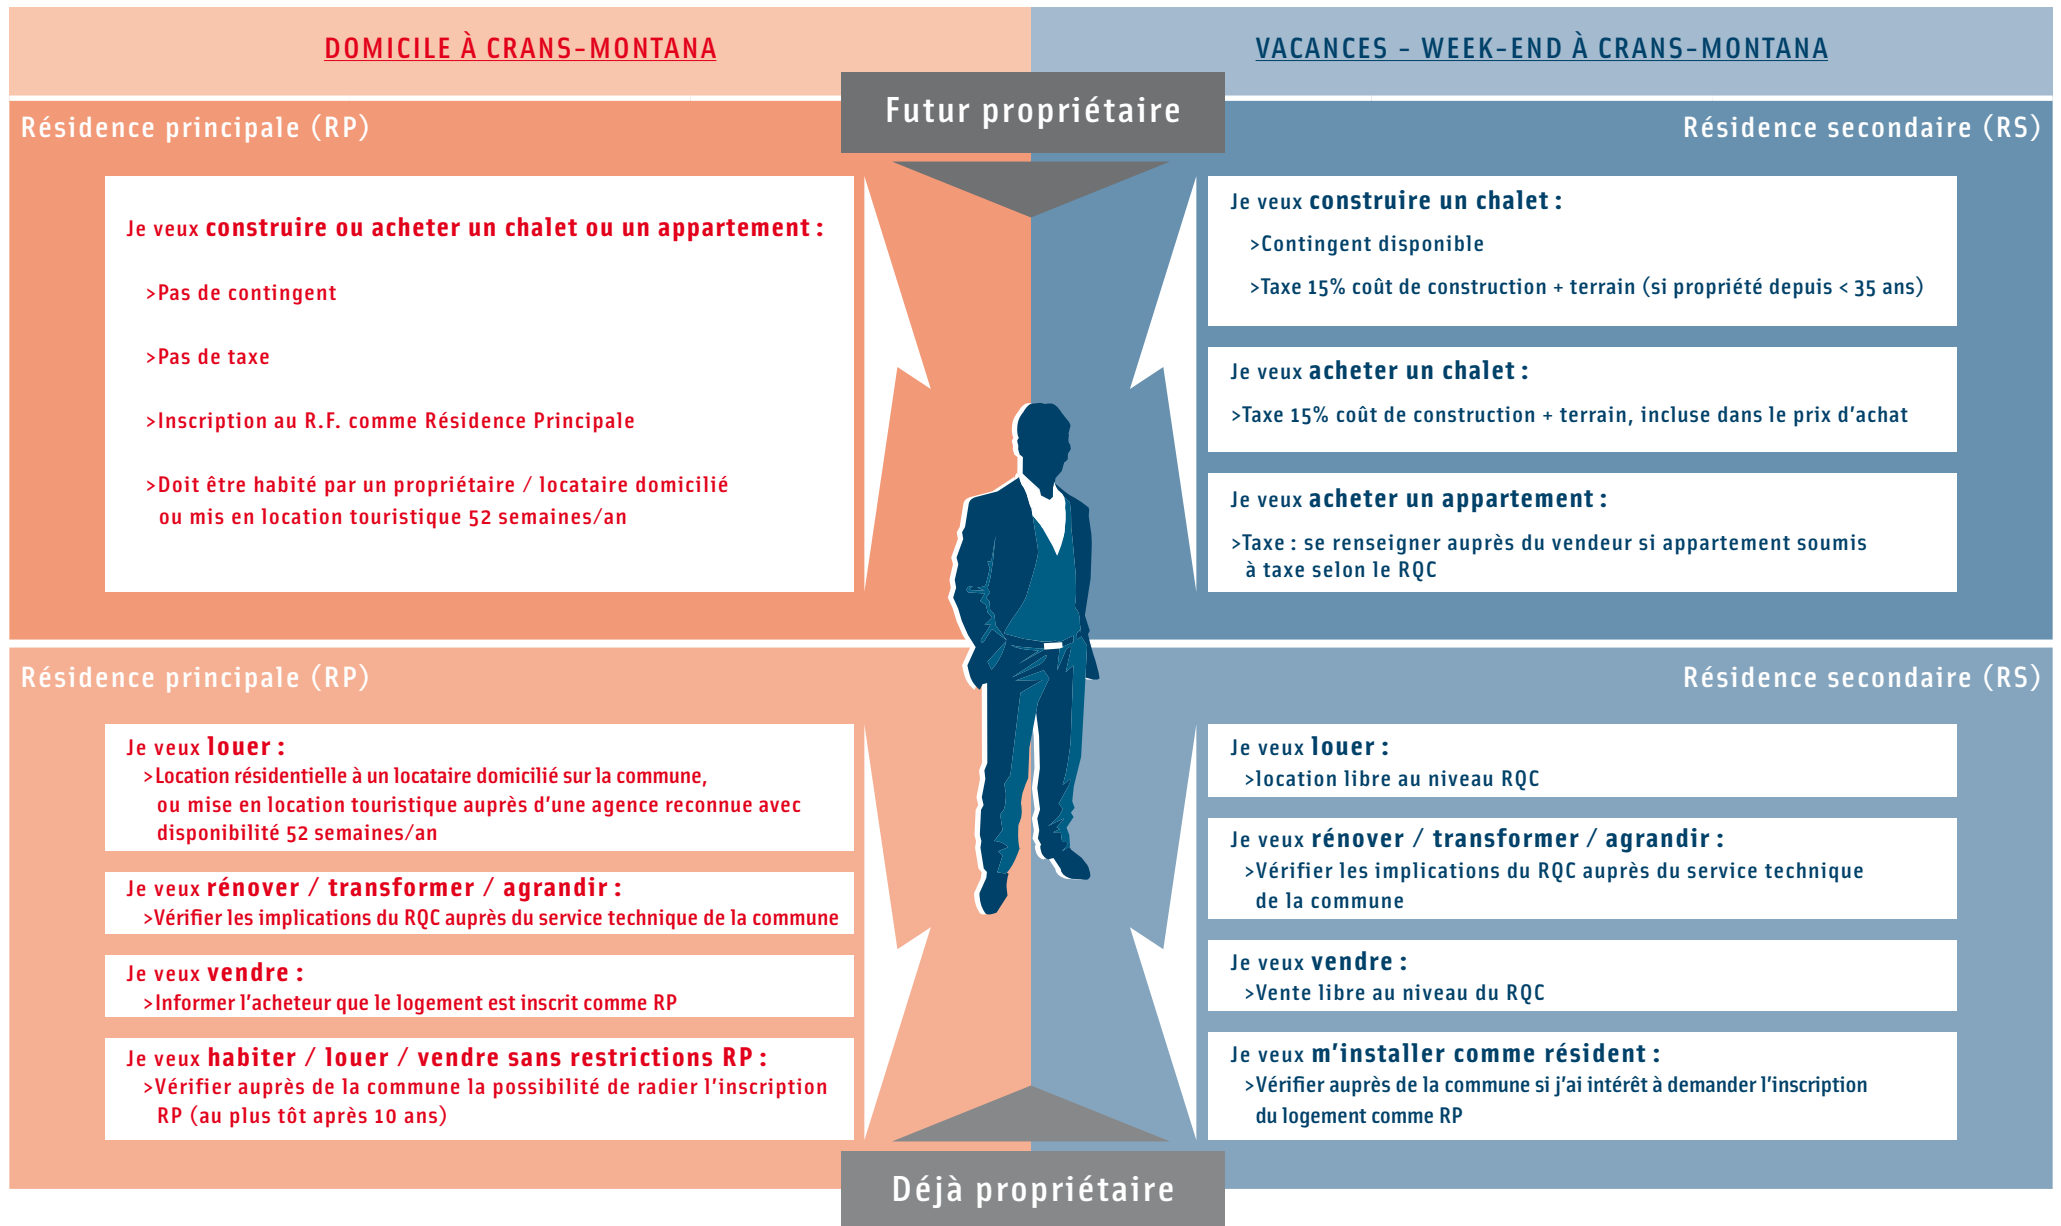 DOMICILE À CRANS-MONTANA
VACANCES - WEEK-END À CRANS-MONTANA
Futur propriétaire
Résidence principale (RP)
Je veux construire ou acheter un chalet ou un appartement :
>Pas de contingent
>Pas de taxe
>Inscription au R.F. comme Résidence Principale
>Doit être habité par un propriétaire / locataire domicilié
ou mis en location touristique 52 semaines/an
Résidence secondaire (RS)
Je veux construire un chalet :
>Contingent disponible
>Taxe 15% coût de construction + terrain (si propriété depuis < 35 ans)
Je veux acheter un chalet :
>Taxe 15% coût de construction + terrain, incluse dans le prix d’achat
Je veux acheter un appartement :
>Taxe : se renseigner auprès du vendeur si appartement soumis
à taxe selon le RQC
Résidence principale (RP)
Je veux louer :
>Location résidentielle à un locataire domicilié sur la commune,
ou mise en location touristique auprès d’une agence reconnue avec
disponibilité 52 semaines/an
Je veux rénover / transformer / agrandir :
>Vérifier les implications du RQC auprès du service technique de la commune
Je veux vendre :
>Informer l’acheteur que le logement est inscrit comme RP
Je veux habiter / louer / vendre sans restrictions RP :
>Vérifier auprès de la commune la possibilité de radier l’inscription
RP (au plus tôt après 10 ans)
Résidence secondaire (RS)
Je veux louer :
>location libre au niveau RQC
Je veux rénover / transformer / agrandir :
>Vérifier les implications du RQC auprès du service technique
de la commune
Je veux vendre :
>Vente libre au niveau du RQC
Je veux m’installer comme résident :
>Vérifier auprès de la commune si j’ai intérêt à demander l’inscription
du logement comme RP
Déjà propriétaire